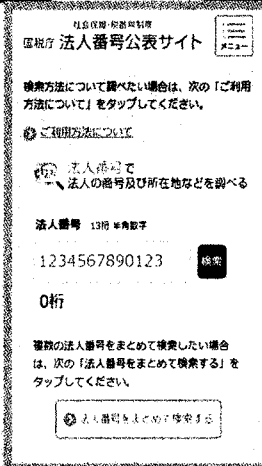 社会保障・税番号制度
国税庁 法人番号公表サイト
メニュー
検索方法について調べたい場合は、次の「ご利用
方法について」をタップしてください。
ご利用方法について
法人番号で
法人の商号及び所在地などを調べる
法人番号 13桁 半角数字
1234567890123 検索
0桁
複数の法人番号をまとめて検索したい場合
は、次の「法人番号をまとめて検索する」を
タップしてください。
法人番号をまとめて検索する